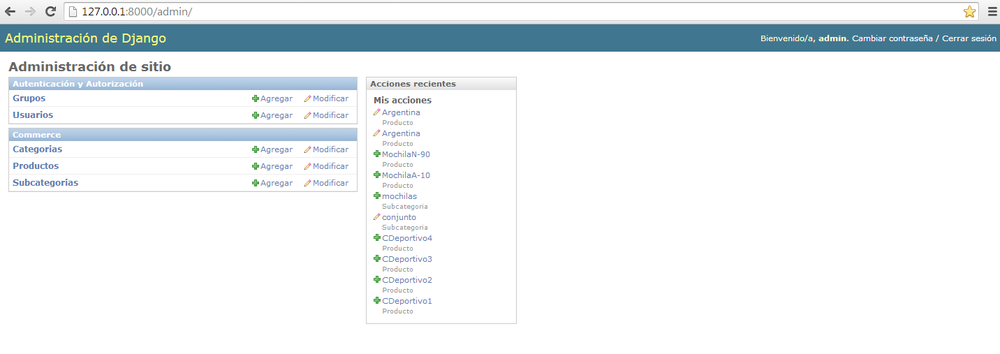 127.0.0.1:8000/admin/
Administración de Django
Bienvenido/a, admin. Cambiar contraseña / Cerrar sesión
Administración de sitio
Autenticación y Autorización
Grupos Agregar Modificar
Usuarios Agregar Modificar
Commerce
Categorias Agregar Modificar
Productos Agregar Modificar
Subcategorias Agregar Modificar
Acciones recientes
Mis acciones
Argentina
Producto
Argentina
Producto
MochilaN-90
Producto
MochilaA-10
Producto
mochilas
Subcategoria
conjunto
Subcategoria
CDeportivo4
Producto
CDeportivo3
Producto
CDeportivo2
Producto
CDeportivo1
Producto